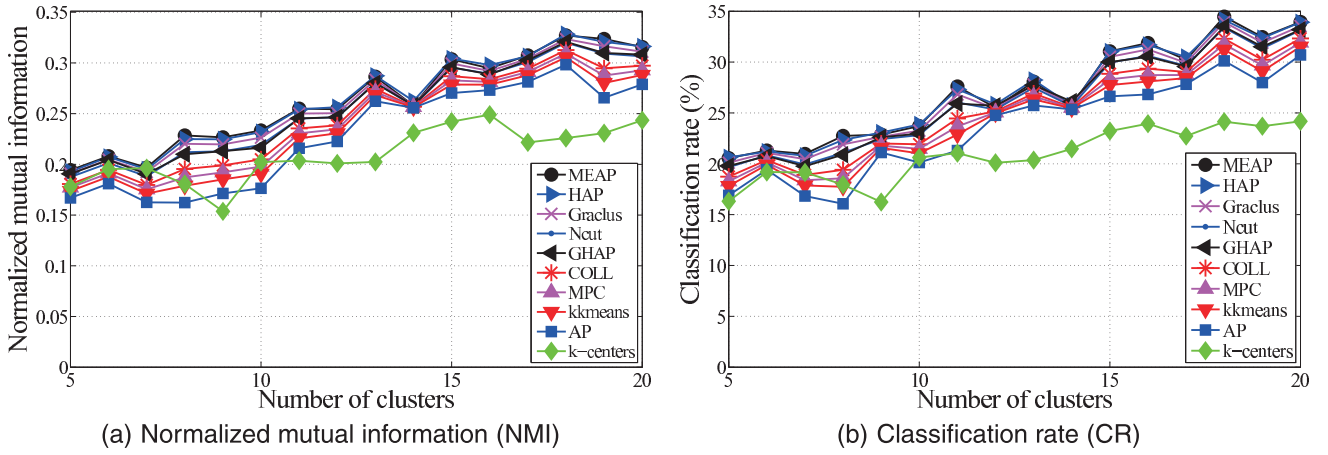 0.35
0.3
0.25
0.2
0.15
0.1
0.05
0
Normalized mutual information
5
10
15
20
Number of clusters
MEAP
HAP
Graclus
Ncut
GHAP
COLL
MPC
kkmeans
AP
k-centers
(a) Normalized mutual information (NMI)
35
30
25
20
15
10
5
0
Classification rate (%)
5
10
15
20
Number of clusters
MEAP
HAP
Graclus
Ncut
GHAP
COLL
MPC
kkmeans
AP
k-centers
(b) Classification rate (CR)